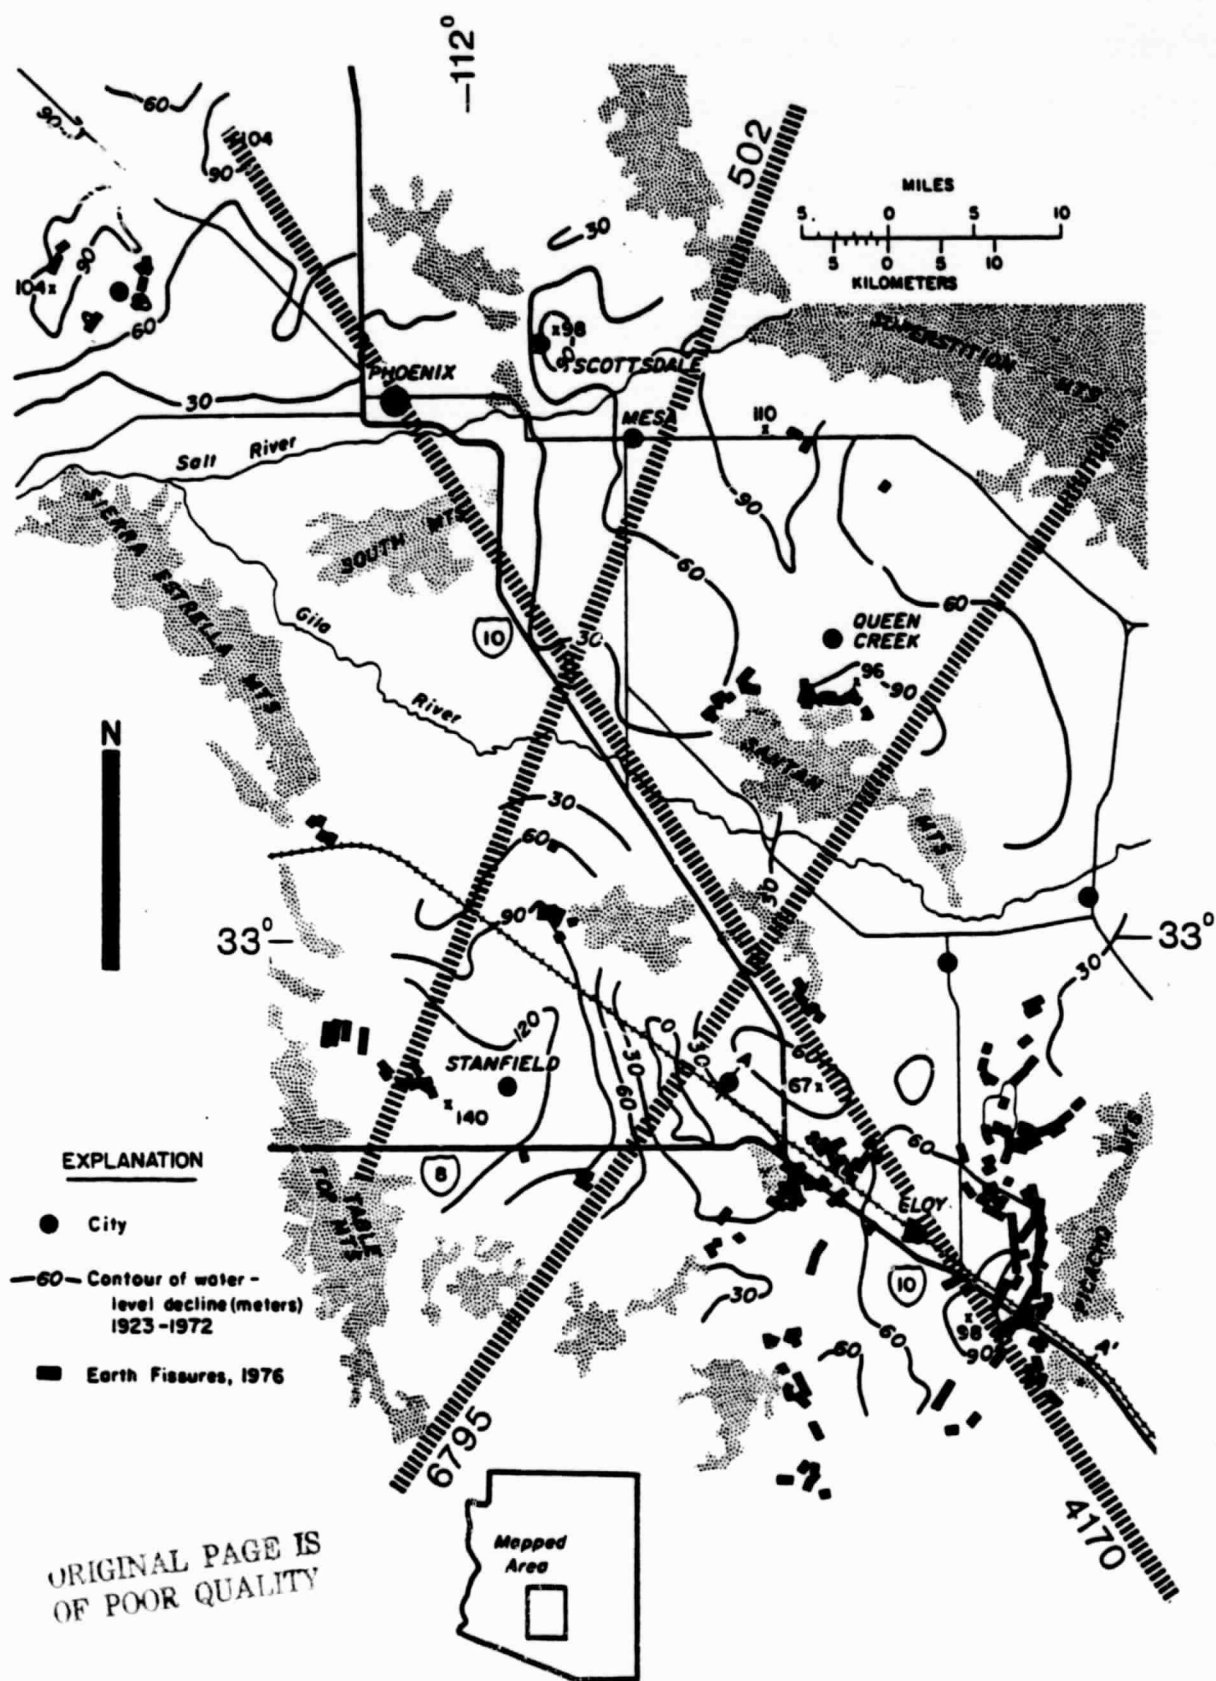 -112°
60
90
104
90
502
MILES
5 0 5 10
5 0 5 10
KILOMETERS
30
90
104x
60
x98
90
SCOTTSDALE
SUPERSTITION
MTS
PHOENIX
30
MESA
110
x
Salt River
90
SIERRA ESTRELLA MTS
SOUTH MTS
60
60
Gila River
10
30
QUEEN
CREEK
96
x
90
N
SANTAN MTS
30
60
30
90
33°
33°
30
120
0
30
30
A
60
STANFIELD
67x
x
140
60
60
EXPLANATION
8
TABLE
TOP MTS
ELOY
PICACHO MTS
City
60 Contour of water-
level decline (meters)
1923-1972
10
30
x
98
90
60
60
A'
Earth Fissures, 1976
6795
4170
Mapped
Area
ORIGINAL PAGE IS
OF POOR QUALITY